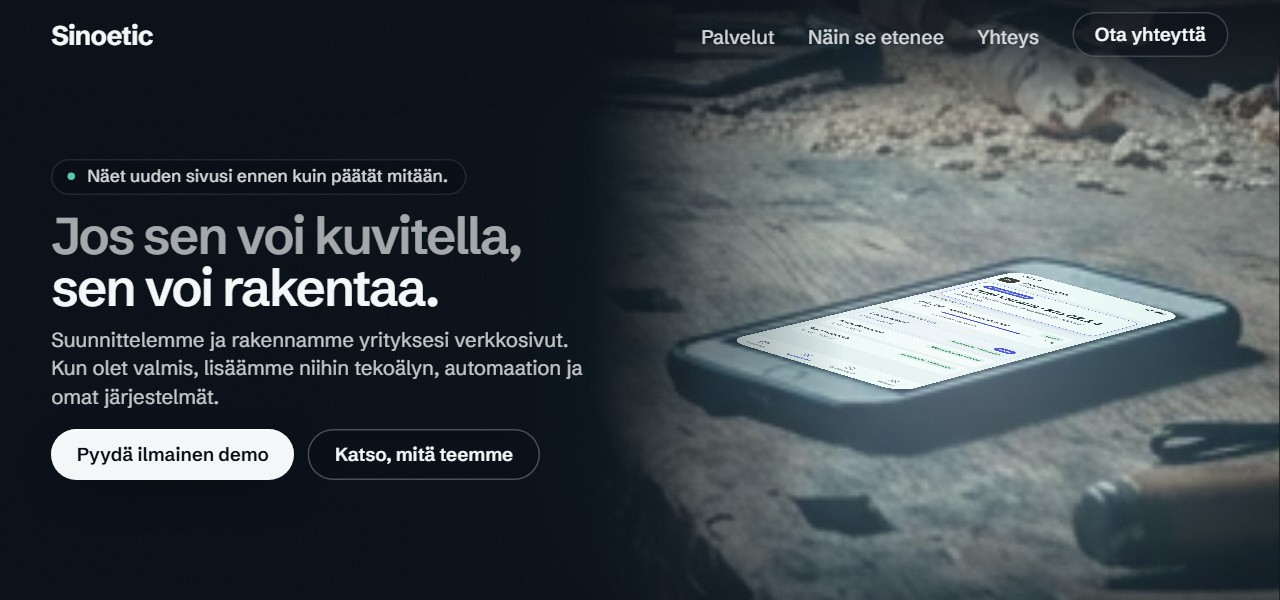 Sinoetic
Palvelut
Näin se etenee
Yhteys
Ota yhteyttä
Näet uuden sivusi ennen kuin päätät mitään.
Jos sen voi kuvitella,
sen voi rakentaa.
Suunnittelemme ja rakennamme yrityksesi verkkosivut.
Kun olet valmis, lisäämme niihin tekoälyn, automaation ja
omat järjestelmät.
Pyydä ilmainen demo
Katso, mitä teemme